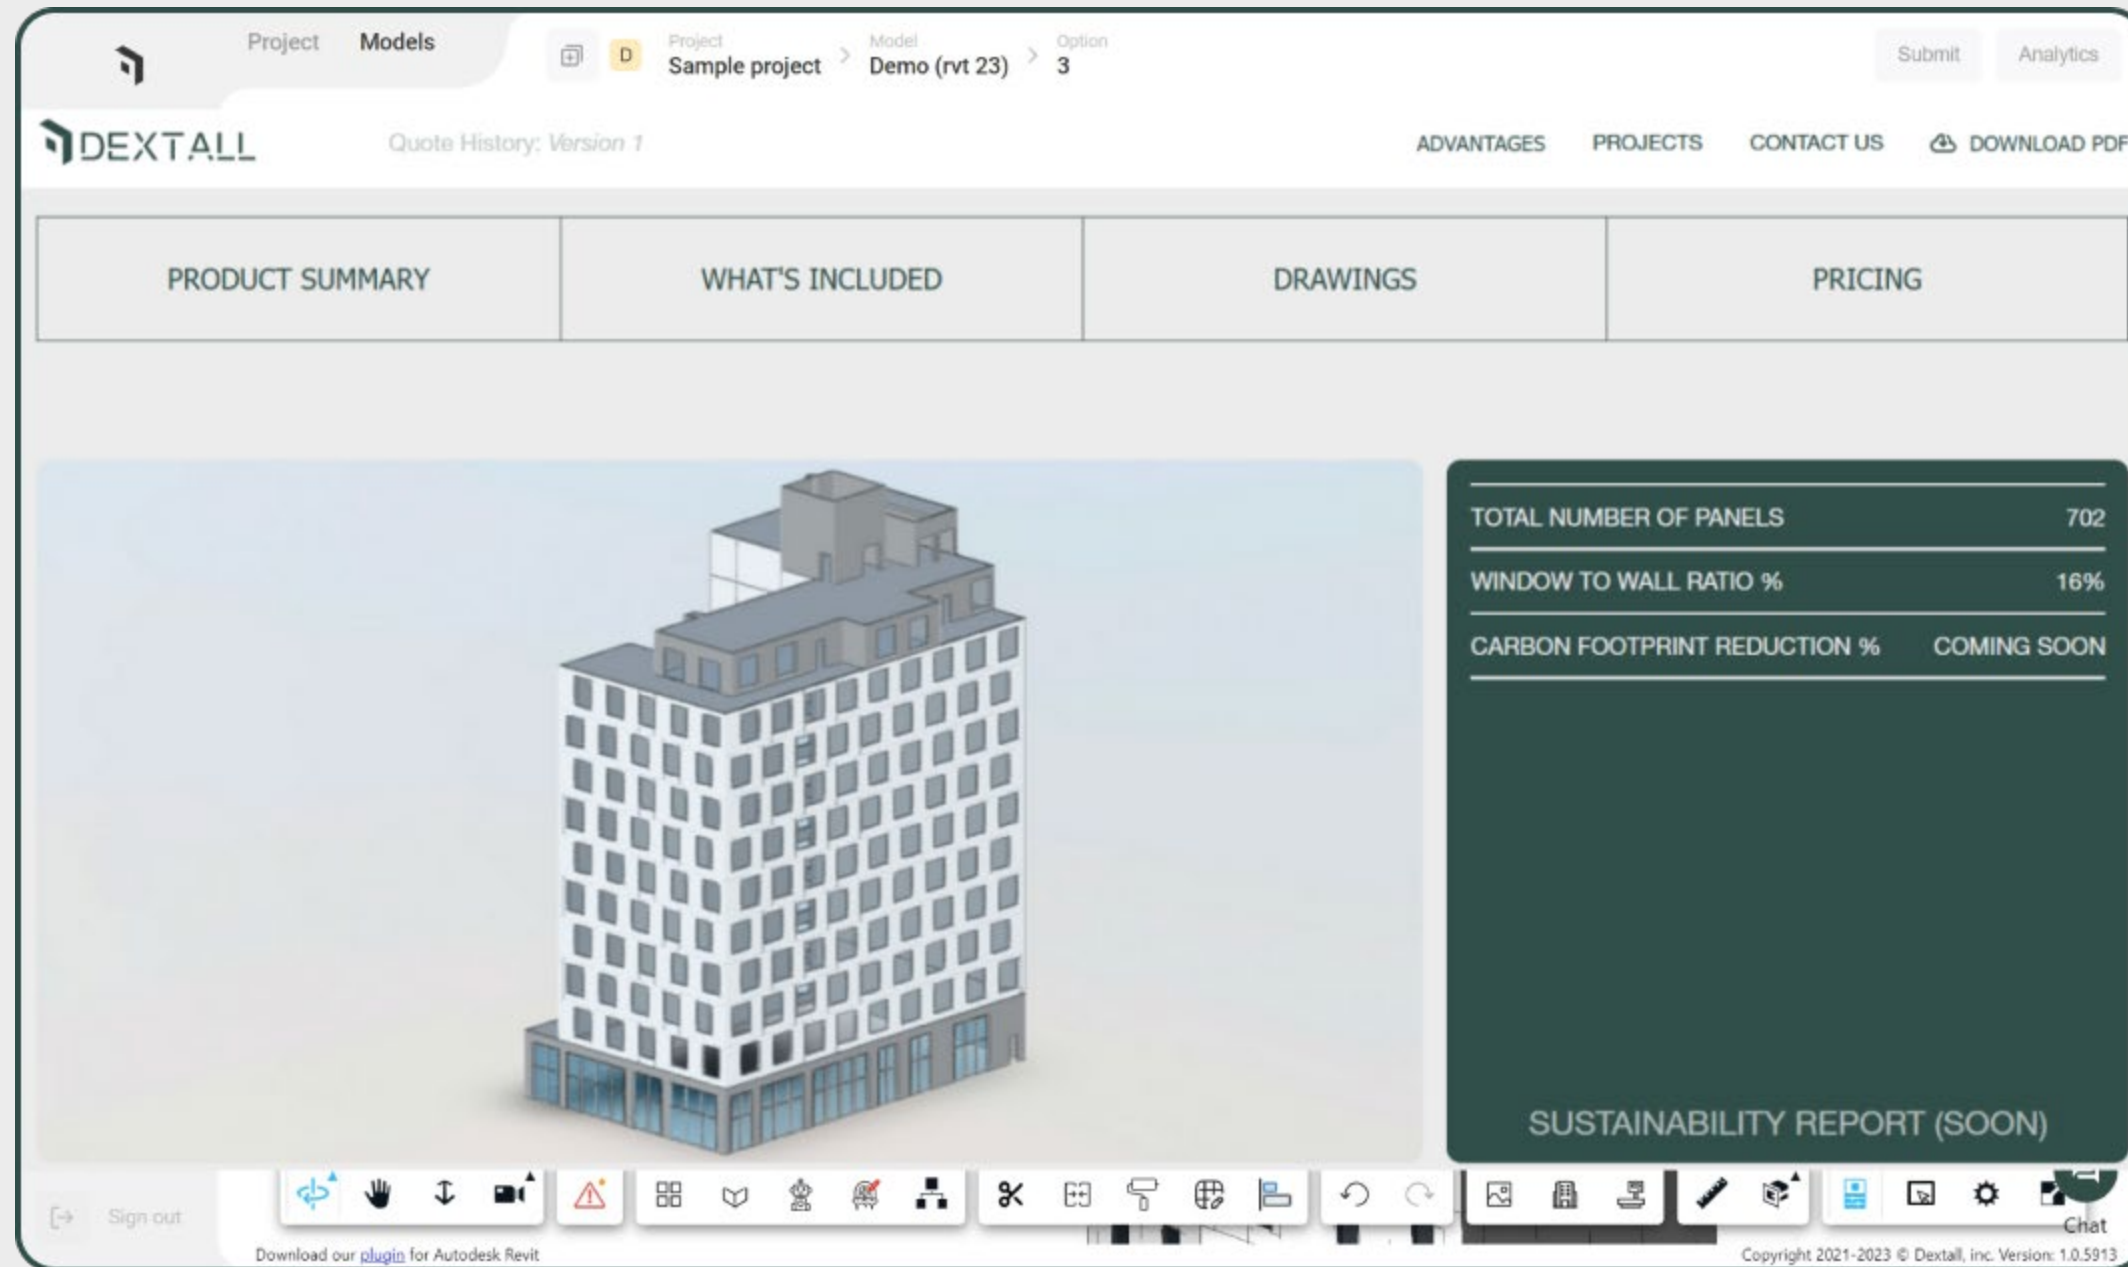 Project Models
Project Model Option
D Sample project > Demo (rvt 23) > 3
Submit Analytics
DEXTALL
Quote History: Version 1
ADVANTAGES PROJECTS CONTACT US DOWNLOAD PDF
PRODUCT SUMMARY WHAT'S INCLUDED DRAWINGS PRICING
TOTAL NUMBER OF PANELS 702
WINDOW TO WALL RATIO % 16%
CARBON FOOTPRINT REDUCTION % COMING SOON
SUSTAINABILITY REPORT (SOON)
Sign out
Chat
Download our plugin for Autodesk Revit
Copyright 2021-2023 © Dextall, inc. Version: 1.0.5913